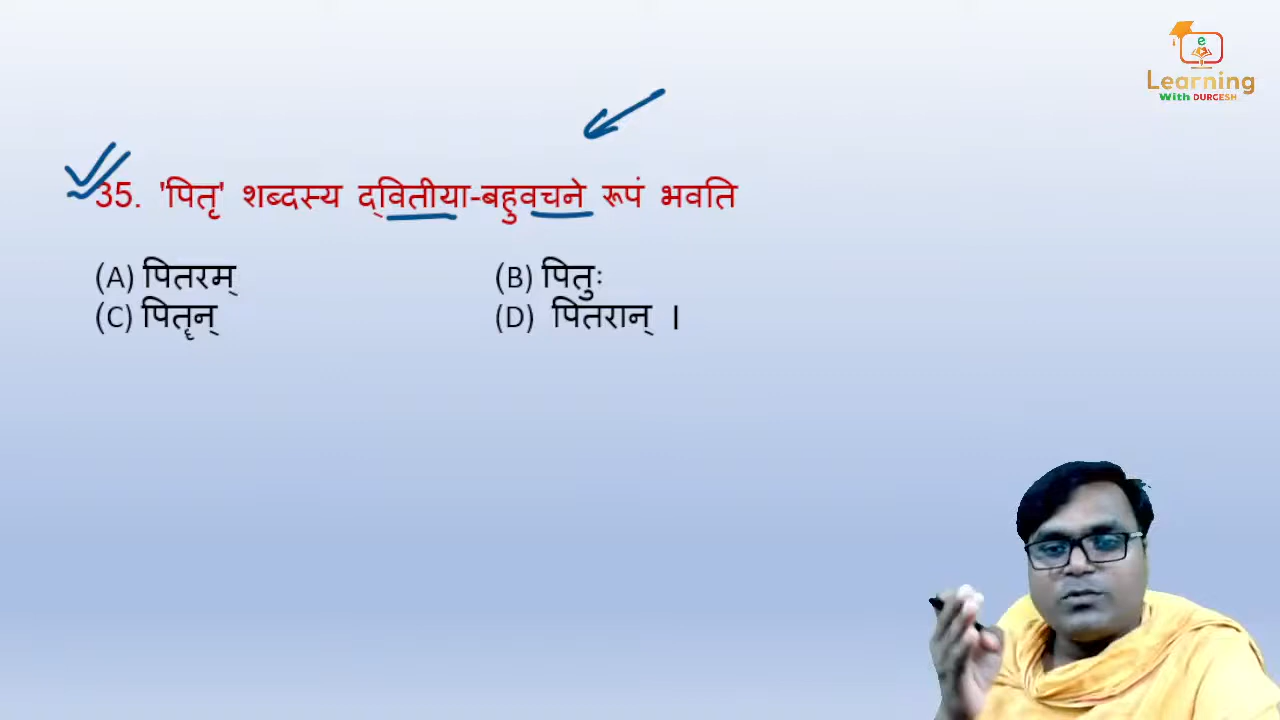 e
Learning
With DURGESH
35. 'पितृ' शब्दस्य द्वितीया-बहुवचने रूपं भवति
(A) पितरम् (B) पितुः
(C) पितॄन् (D) पितरान् ।